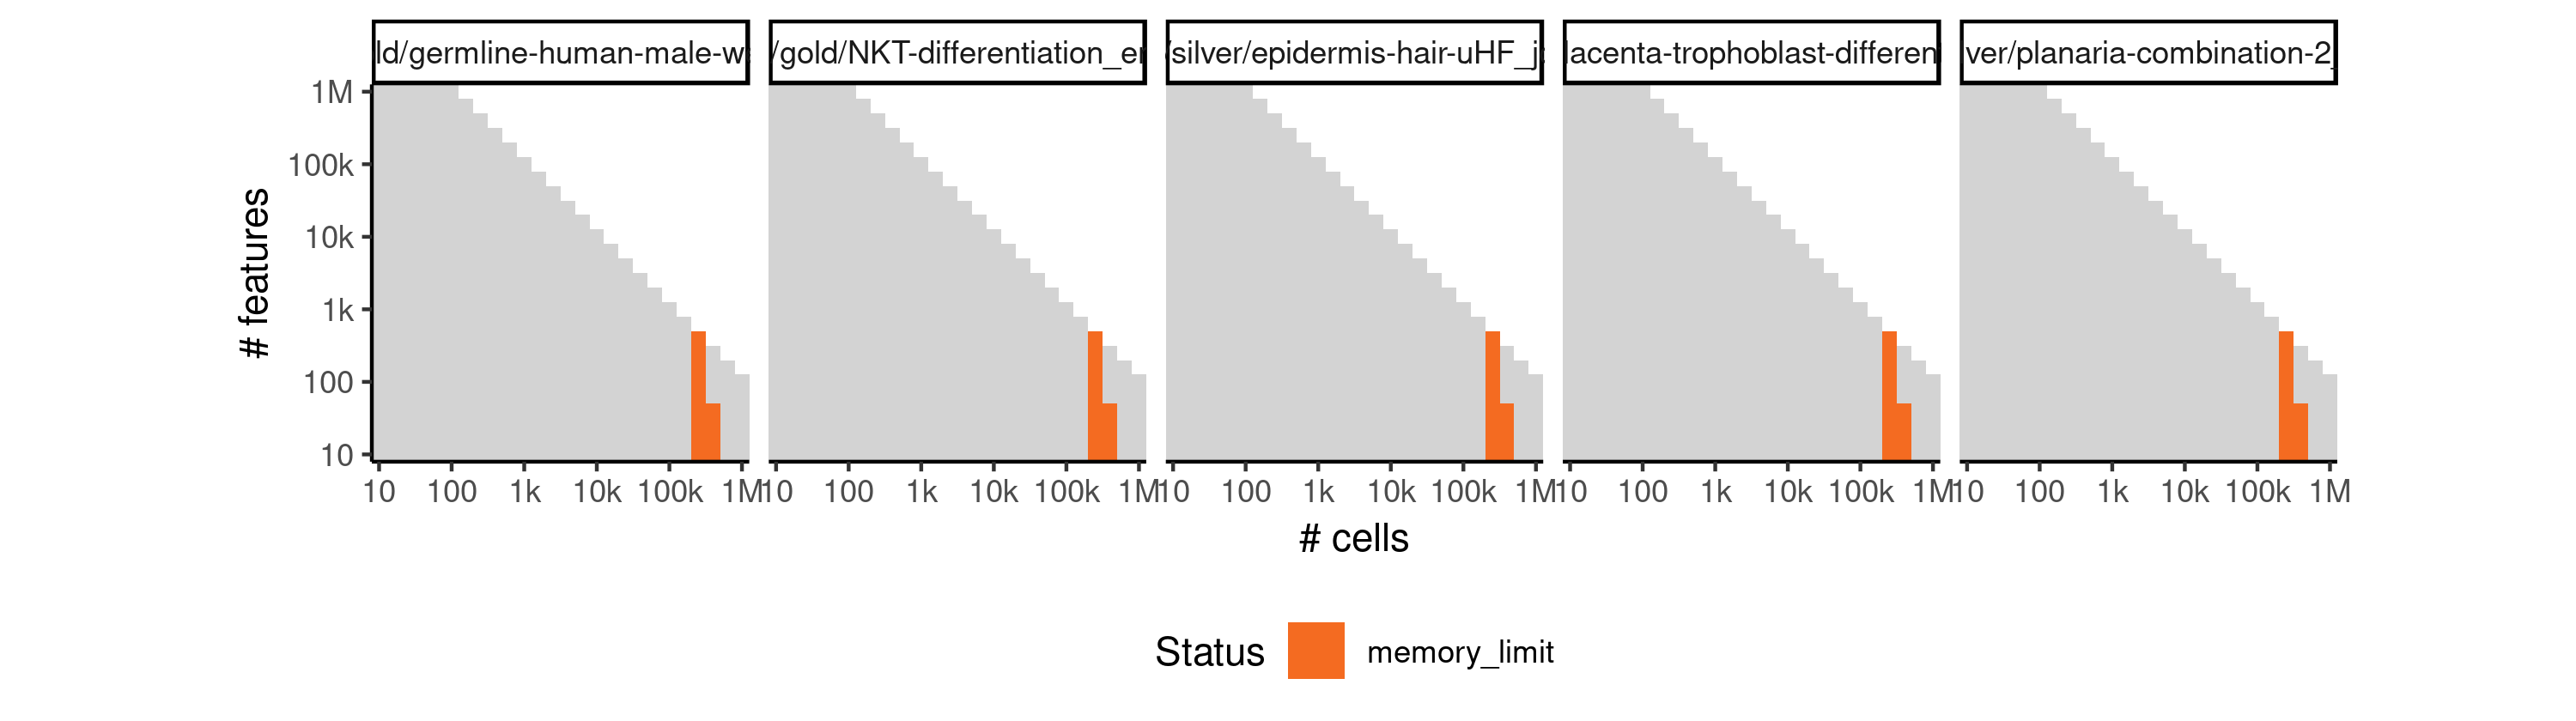 ld/germline-human-male-w
/gold/NKT-differentiation_e
/silver/epidermis-hair-uHF_j
lacenta-trophoblast-differen
ver/planaria-combination-2
1M
100k
10k
1k
100
10
# features
10 100 1k 10k 100k 1M
10 100 1k 10k 100k 1M
10 100 1k 10k 100k 1M
10 100 1k 10k 100k 1M
10 100 1k 10k 100k 1M
# cells
Status memory_limit